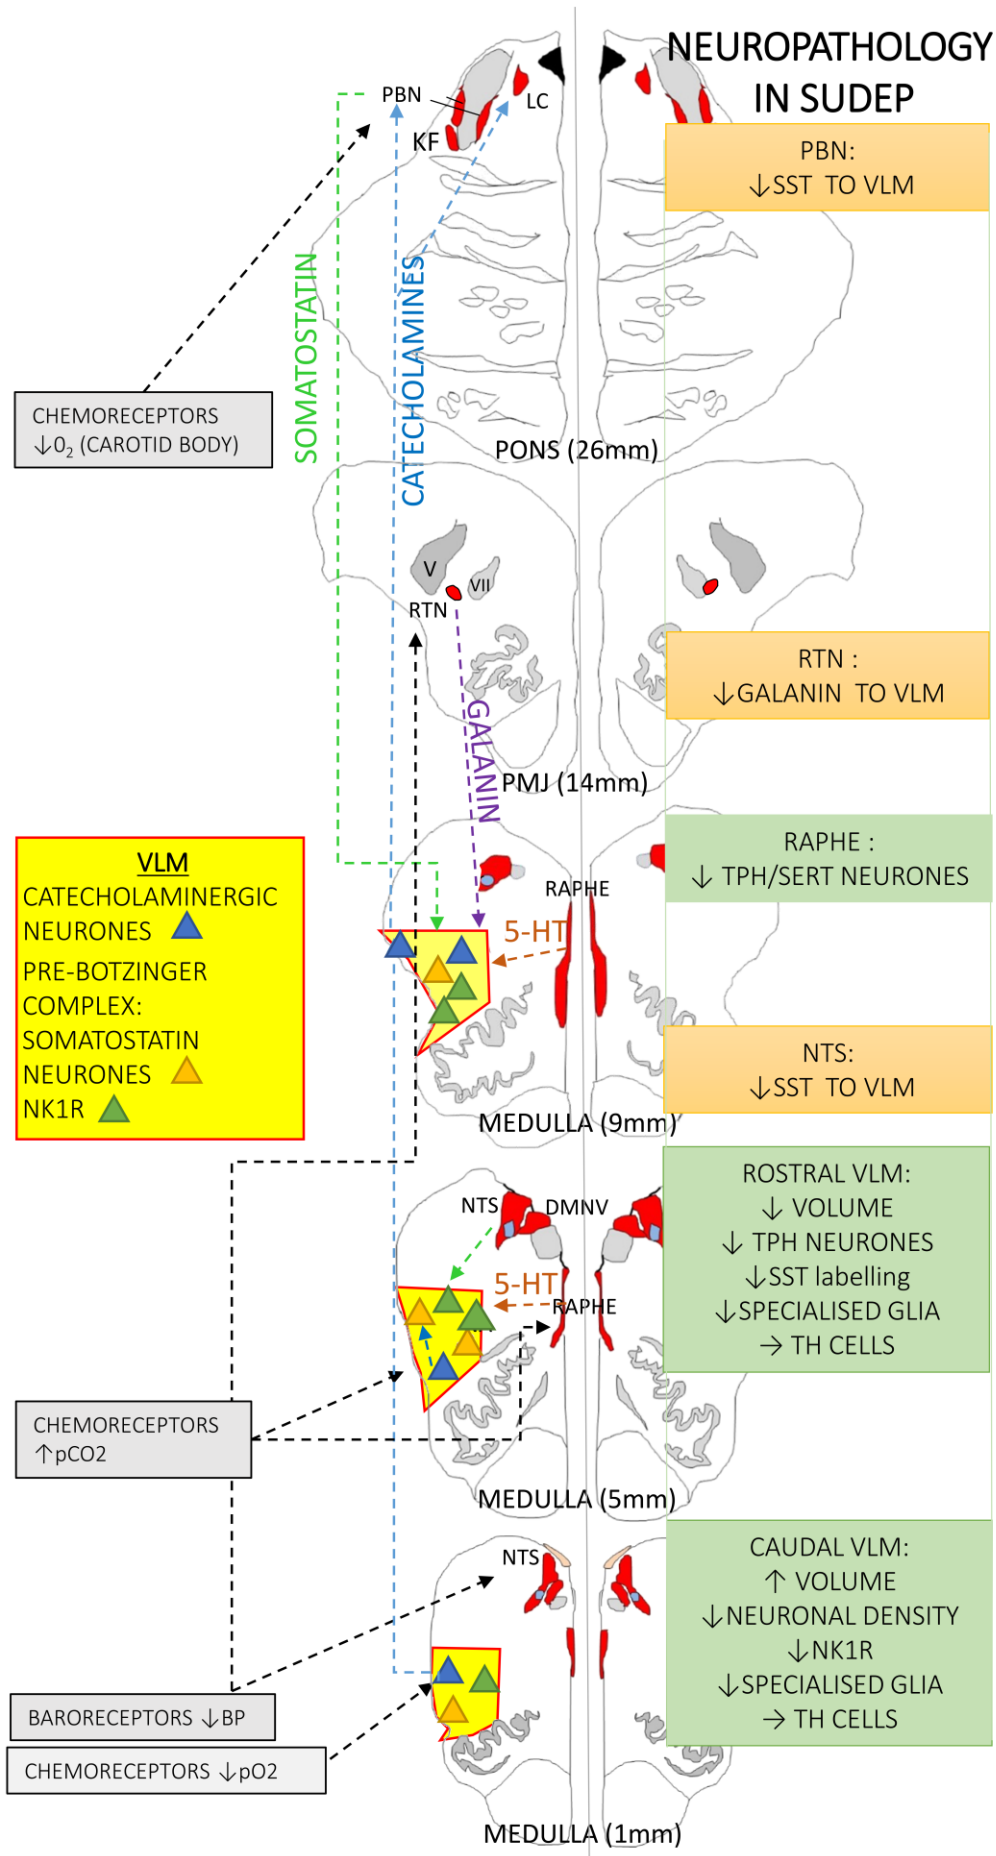 NEUROPATHOLOGY
IN SUDEP
PBN
LC
KF
PBN:
↓SST TO VLM
SOMATOSTATIN
CATECHOLAMINES
CHEMORECEPTORS
↓0₂ (CAROTID BODY)
PONS (26mm)
V
VII
RTN
RTN :
↓GALANIN TO VLM
GALANIN
PMJ (14mm)
RAPHE :
↓ TPH/SERT NEURONES
VLM
CATECHOLAMINERGIC
NEURONES
PRE-BOTZINGER
COMPLEX:
SOMATOSTATIN
NEURONES
NK1R
RAPHE
5-HT
NTS:
↓SST TO VLM
MEDULLA (9mm)
ROSTRAL VLM:
↓ VOLUME
↓ TPH NEURONES
↓SST labelling
↓SPECIALISED GLIA
→ TH CELLS
NTS
DMNV
5-HT
RAPHE
CHEMORECEPTORS
↑pCO2
MEDULLA (5mm)
NTS
CAUDAL VLM:
↑ VOLUME
↓NEURONAL DENSITY
↓NK1R
↓SPECIALISED GLIA
→ TH CELLS
BARORECEPTORS ↓BP
CHEMORECEPTORS ↓pO2
MEDULLA (1mm)